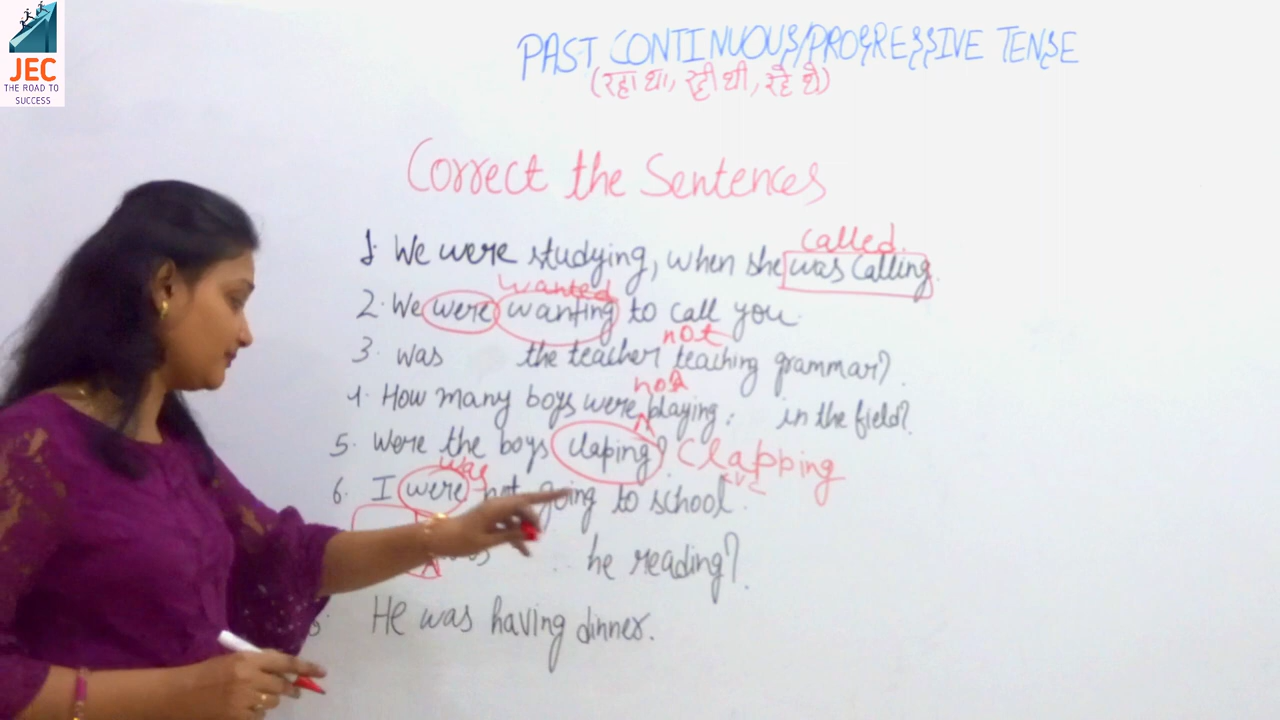 JEC
THE ROAD TO
SUCCESS
PAST CONTINUOUS/PROGRESSIVE TENSE
(रहा था, रही थी, रहे थे)
Correct the Sentences
called.
1. We were studying, when she was calling.
wanted
2. We were wanting to call you.
not
3. was the teacher teaching grammar?
not
4. How many boys were playing in the field?
5. Were the boys claping? Clapping
was
CVC
6. I were not going to school.
he reading?
He was having dinner.